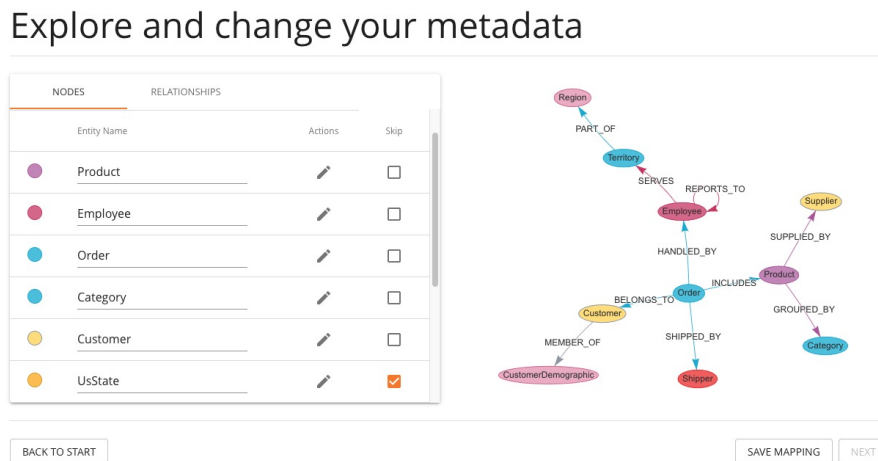 Explore and change your metadata
NODES RELATIONSHIPS
Entity Name Actions Skip
Product
Employee
Order
Category
Customer
UsState
Region
PART_OF
Territory
SERVES
REPORTS_TO
Employee
Supplier
SUPPLIED_BY
HANDLED_BY
Product
INCLUDES
Order
BELONGS_TO
Customer
GROUPED_BY
SHIPPED_BY
MEMBER_OF
Category
CustomerDemographic
Shipper
BACK TO START SAVE MAPPING NEXT